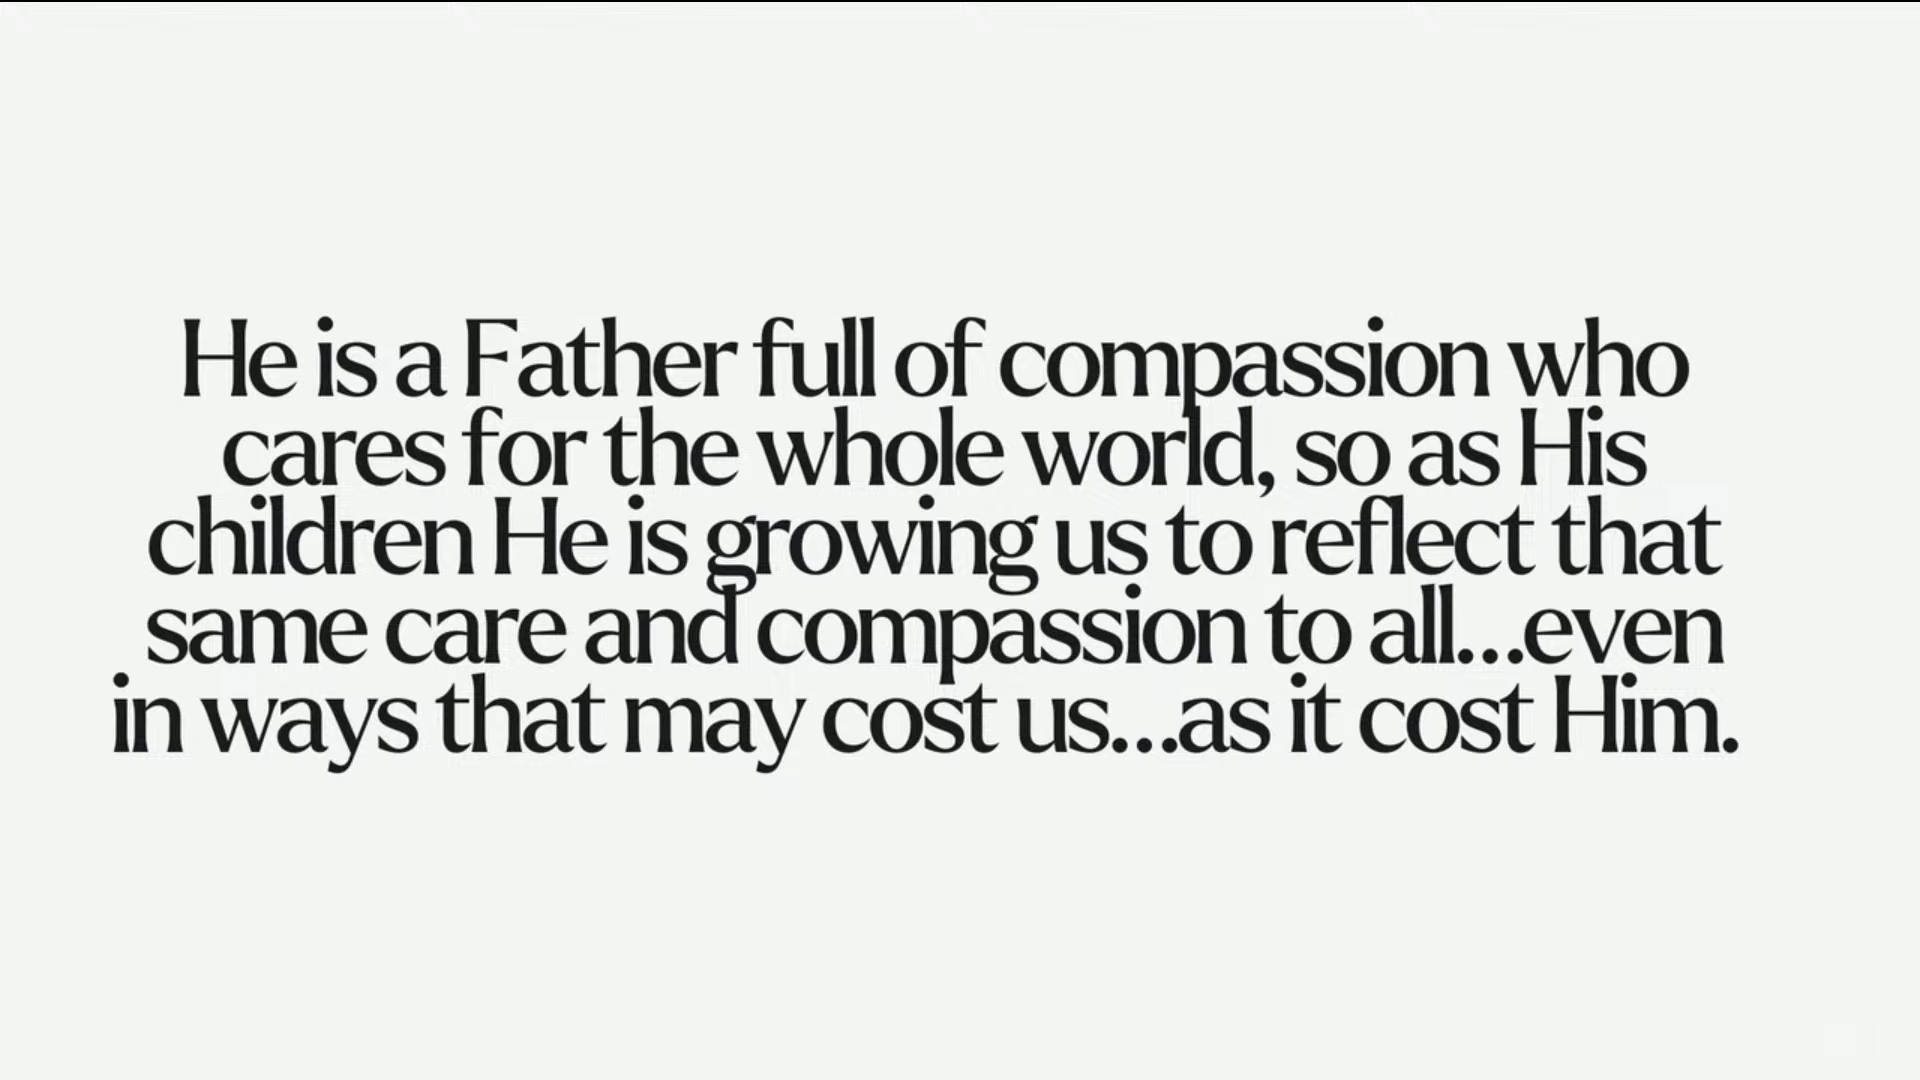 He is a Father full of compassion who
cares for the whole world, so as His
children He is growing us to reflect that
same care and compassion to all...even
in ways that may cost us...as it cost Him.